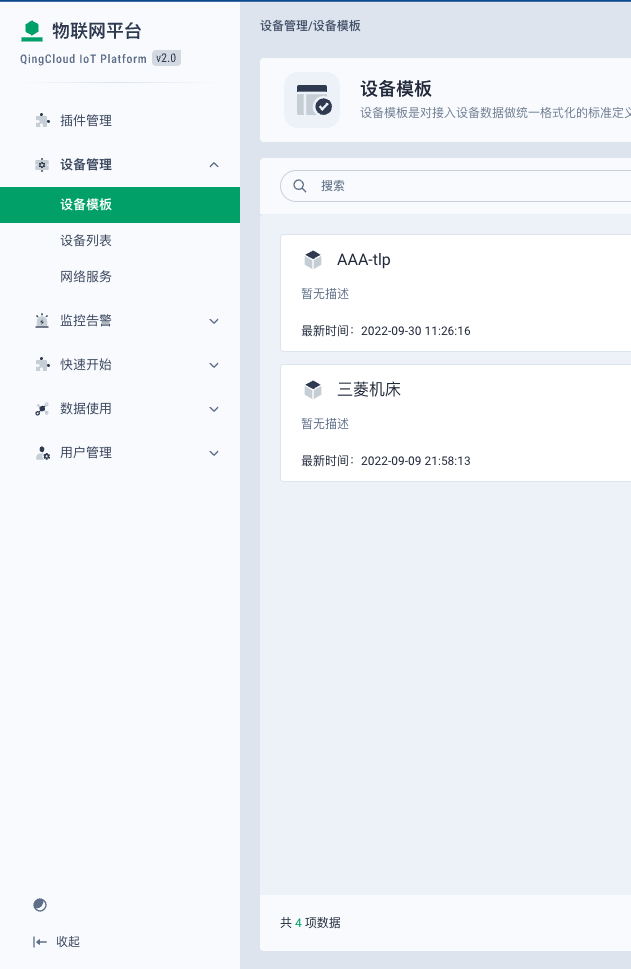 物联网平台
QingCloud IoT Platform v2.0
插件管理
设备管理
设备模板
设备列表
网络服务
监控告警
快速开始
数据使用
用户管理
收起
设备管理/设备模板
设备模板
设备模板是对接入设备数据做统一格式化的标准定义
搜索
AAA-tlp
暂无描述
最新时间：2022-09-30 11:26:16
三菱机床
暂无描述
最新时间：2022-09-09 21:58:13
共 4 项数据